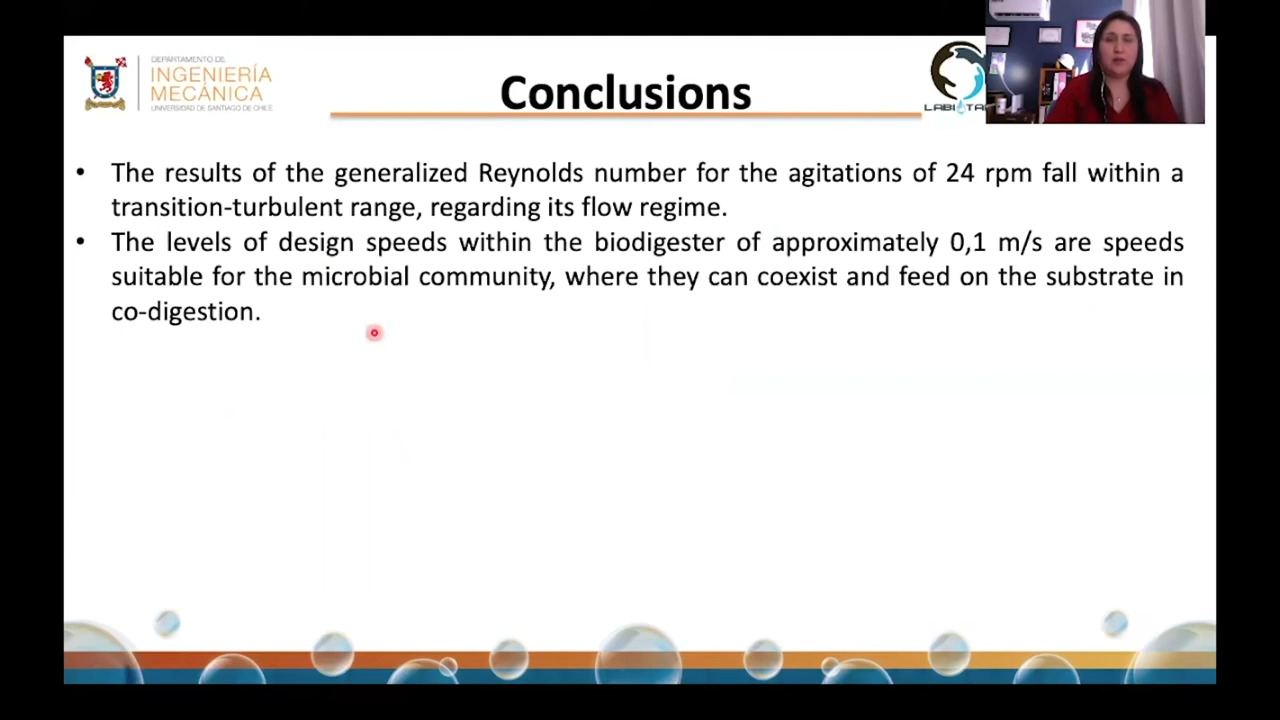 DEPARTAMENTO DE
INGENIERÍA
MECÁNICA
UNIVERSIDAD DE SANTIAGO DE CHILE
Conclusions
• The results of the generalized Reynolds number for the agitations of 24 rpm fall within a
transition-turbulent range, regarding its flow regime.
• The levels of design speeds within the biodigester of approximately 0,1 m/s are speeds
suitable for the microbial community, where they can coexist and feed on the substrate in
co-digestion.